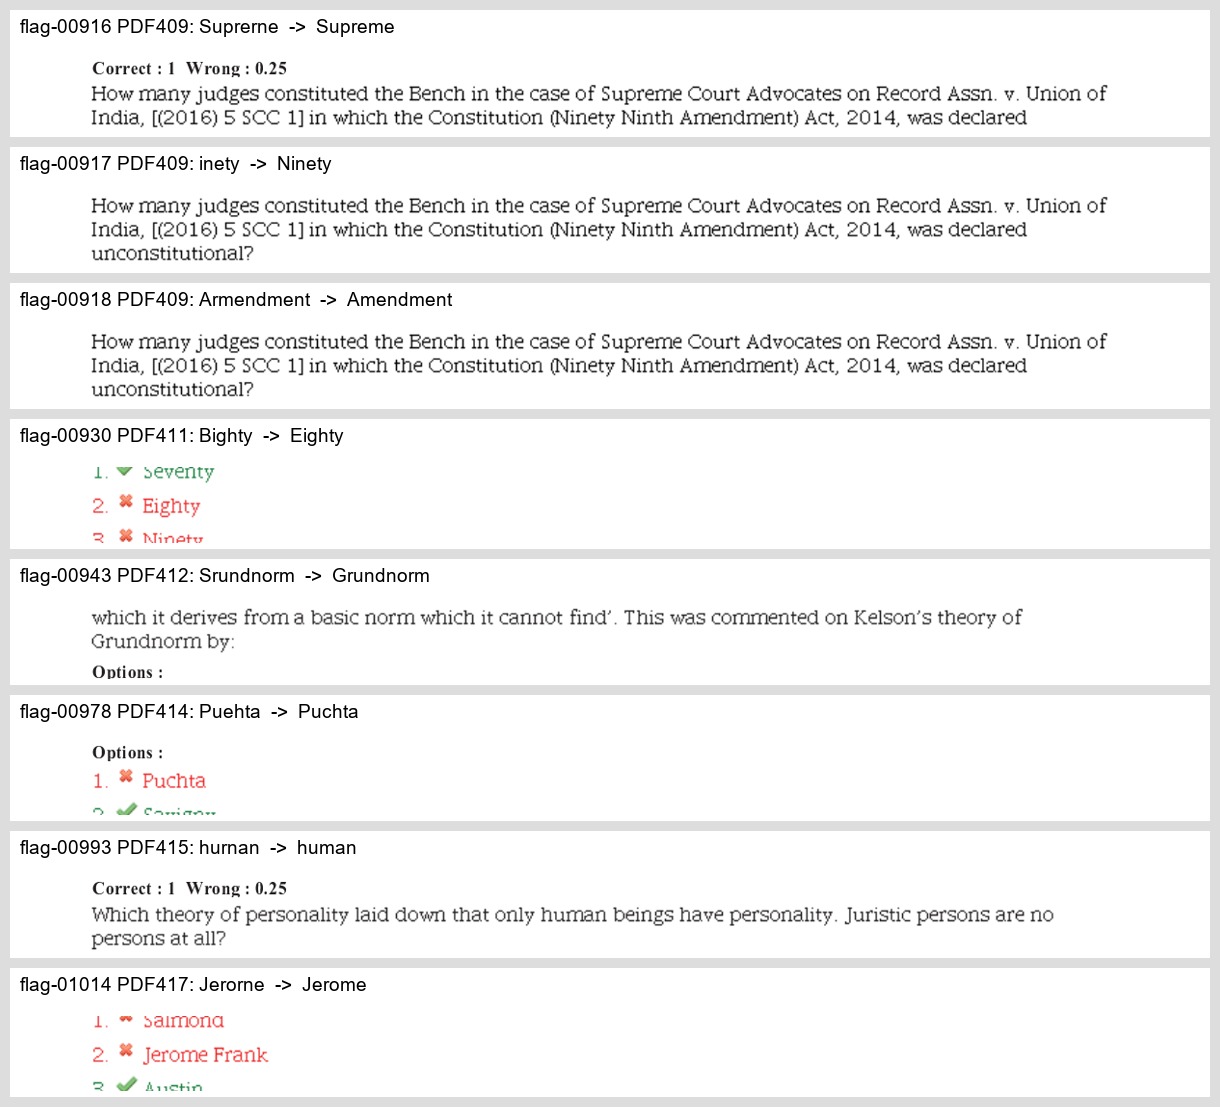 flag-00916 PDF409: Suprerne -> Supreme
Correct : 1 Wrong : 0.25
How many judges constituted the Bench in the case of Supreme Court Advocates on Record Assn. v. Union of
India, [(2016) 5 SCC 1] in which the Constitution (Ninety Ninth Amendment) Act, 2014, was declared
flag-00917 PDF409: inety -> Ninety
How many judges constituted the Bench in the case of Supreme Court Advocates on Record Assn. v. Union of
India, [(2016) 5 SCC 1] in which the Constitution (Ninety Ninth Amendment) Act, 2014, was declared
unconstitutional?
flag-00918 PDF409: Armendment -> Amendment
How many judges constituted the Bench in the case of Supreme Court Advocates on Record Assn. v. Union of
India, [(2016) 5 SCC 1] in which the Constitution (Ninety Ninth Amendment) Act, 2014, was declared
unconstitutional?
flag-00930 PDF411: Bighty -> Eighty
1. Seventy
2. Eighty
3. Ninety
flag-00943 PDF412: Srundnorm -> Grundnorm
which it derives from a basic norm which it cannot find’. This was commented on Kelson’s theory of
Grundnorm by:
Options :
flag-00978 PDF414: Puehta -> Puchta
Options :
1. Puchta
2. Savigny
flag-00993 PDF415: hurnan -> human
Correct : 1 Wrong : 0.25
Which theory of personality laid down that only human beings have personality. Juristic persons are no
persons at all?
flag-01014 PDF417: Jerorne -> Jerome
1. Salmond
2. Jerome Frank
3. Austin